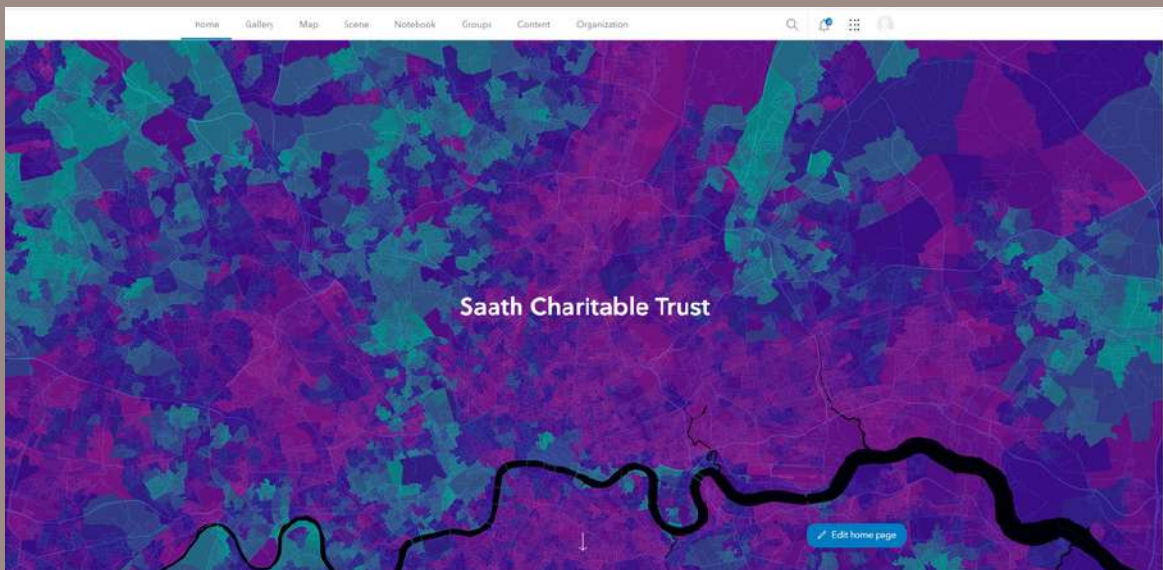 home Gallery Map Scene Notebook Groups Content Organization
Saath Charitable Trust
Edit home page